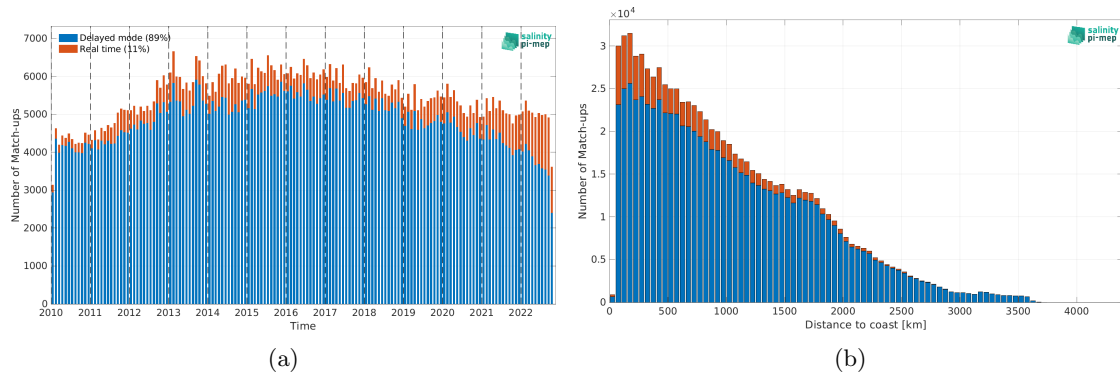 Delayed mode (89%)
Real time (11%)
salinity
pi-mep
7000
6000
5000
4000
3000
2000
1000
0
Number of Match-ups
2010 2011 2012 2013 2014 2015 2016 2017 2018 2019 2020 2021 2022
Time
(a)
×10⁴
salinity
pi-mep
3
2.5
2
1.5
1
0.5
0
Number of Match-ups
0 500 1000 1500 2000 2500 3000 3500 4000
Distance to coast [km]
(b)